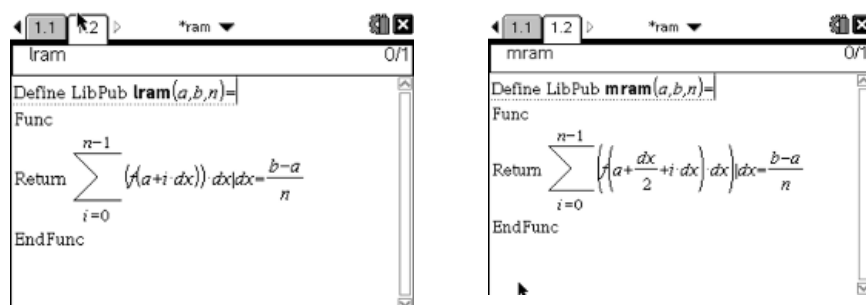 1.1 1.2 *ram
lram 0/1
Define LibPub lram(a,b,n)=
Func
n-1
Return ∑ (f(a+i·dx))·dx|dx=(b-a)/n
i=0
EndFunc
1.1 1.2 *ram
mram 0/1
Define LibPub mram(a,b,n)=
Func
n-1
Return ∑ (f(a+dx/2+i·dx)·dx)|dx=(b-a)/n
i=0
EndFunc